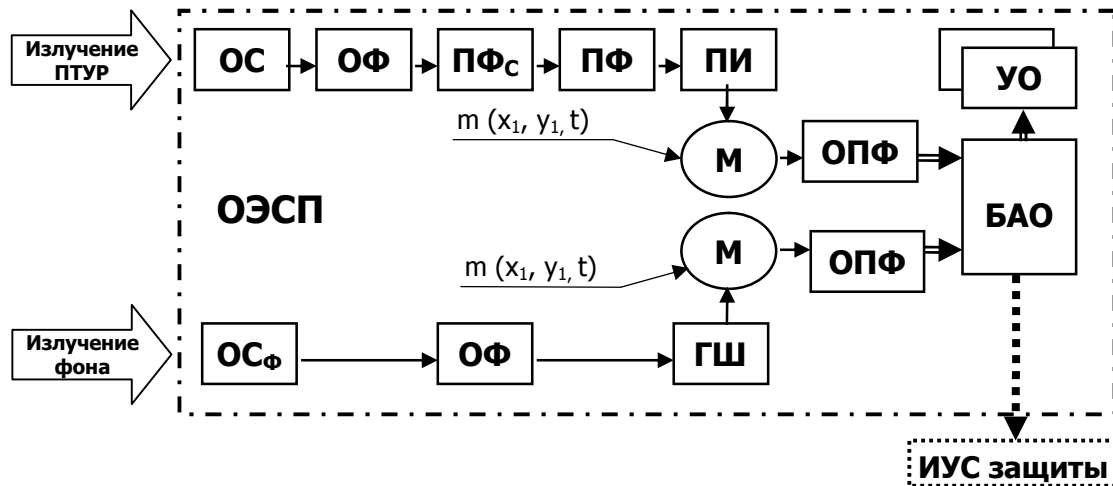 Излучение
ПТУР
ОС
ОФ
ПФС
ПФ
ПИ
УО
m (x1, y1, t)
М
ОПФ
БАО
ОЭСП
m (x1, y1, t)
М
ОПФ
Излучение
фона
ОСФ
ОФ
ГШ
ИУС защиты